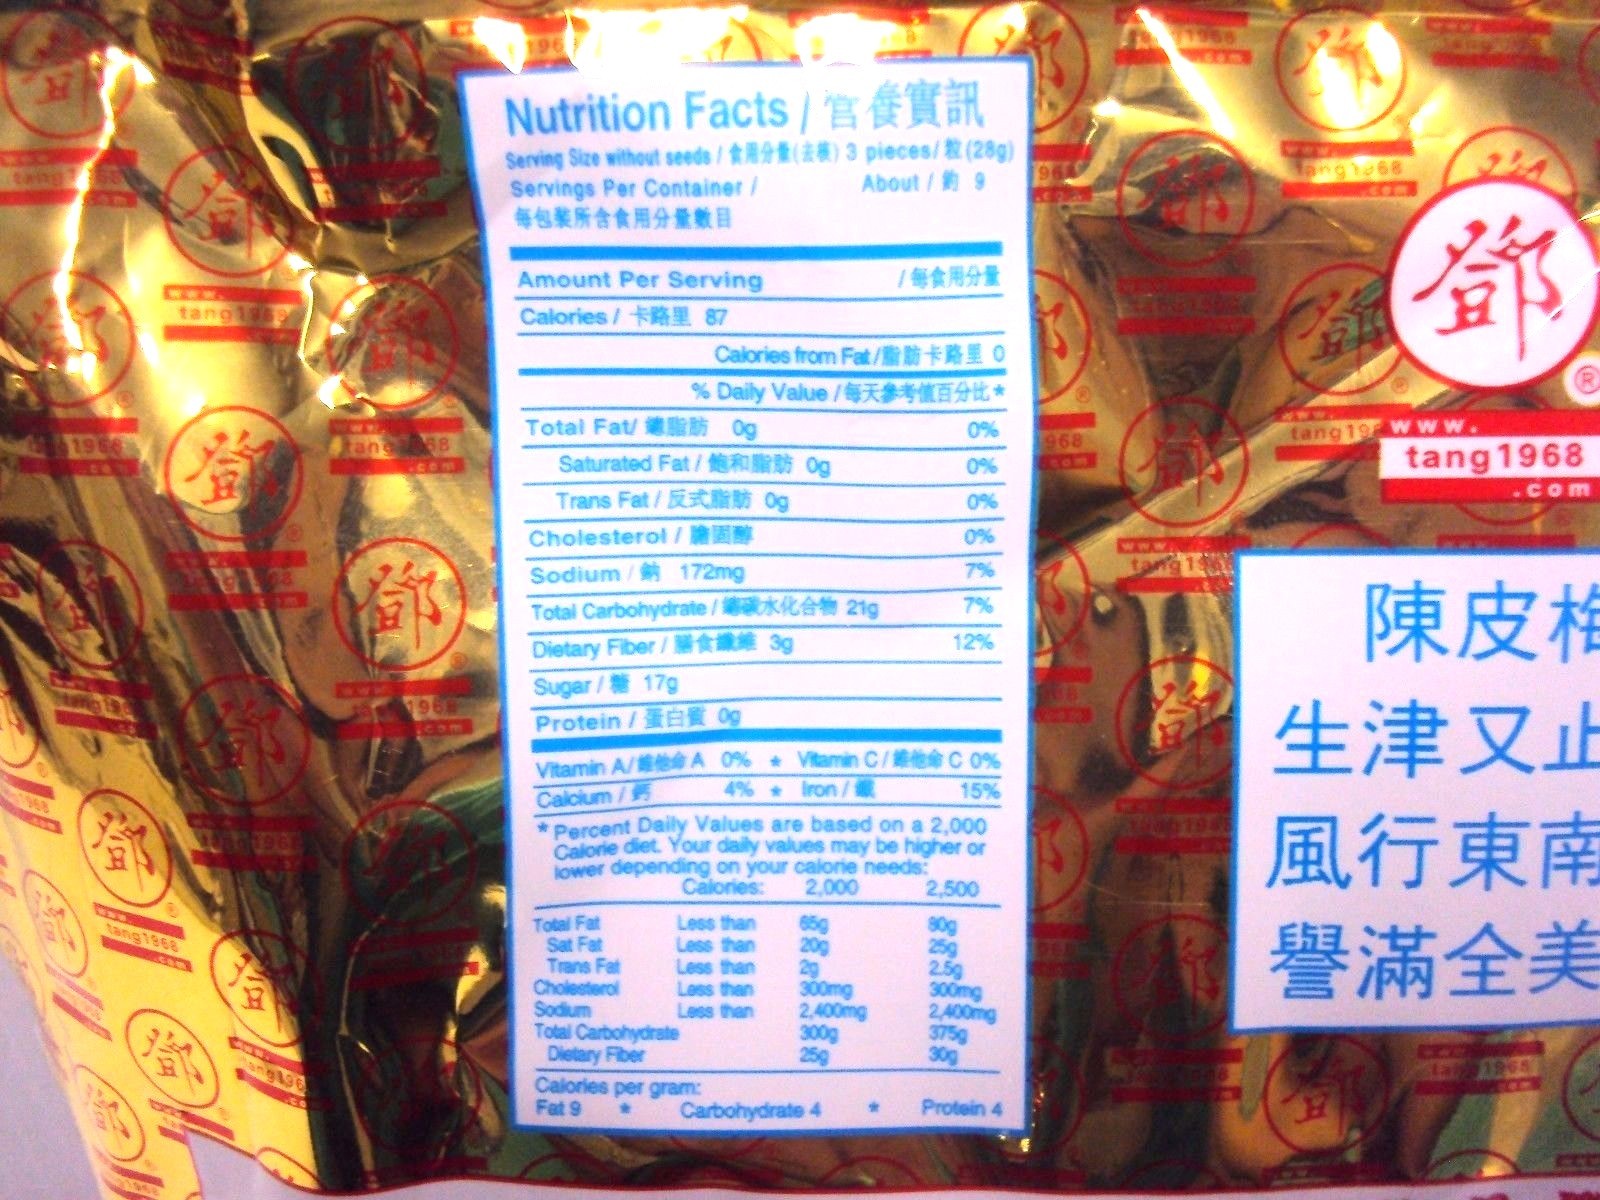 Nutrition Facts / 營養實訊
Serving Size without seeds / 食用分量(去核) 3 pieces/粒(28g)
Servings Per Container / About / 約 9
每包裝所含食用分量數目
Amount Per Serving / 每食用分量
Calories / 卡路里 87
Calories from Fat/脂肪卡路里 0
% Daily Value / 每天參考值百分比*
Total Fat/ 總脂肪 0g 0%
Saturated Fat / 飽和脂肪 0g 0%
Trans Fat / 反式脂肪 0g 0%
Cholesterol / 膽固醇 0%
Sodium / 鈉 172mg 7%
Total Carbohydrate / 總碳水化合物 21g 7%
Dietary Fiber / 膳食纖維 3g 12%
Sugar / 糖 17g
Protein / 蛋白質 0g
Vitamin A/ 維他命 A 0% * Vitamin C / 維他命 C 0%
Calcium / 鈣 4% * Iron / 鐵 15%
* Percent Daily Values are based on a 2,000
Calorie diet. Your daily values may be higher or
lower depending on your calorie needs:
Calories: 2,000 2,500
Total Fat Less than 65g 80g
Sat Fat Less than 20g 25g
Trans Fat Less than 2g 2.5g
Cholesterol Less than 300mg 300mg
Sodium Less than 2,400mg 2,400mg
Total Carbohydrate 300g 375g
Dietary Fiber 25g 30g
Calories per gram:
Fat 9 * Carbohydrate 4 * Protein 4
鄧
®
www.
tang1968
.com
陳皮梅
生津又止
風行東南
譽滿全美